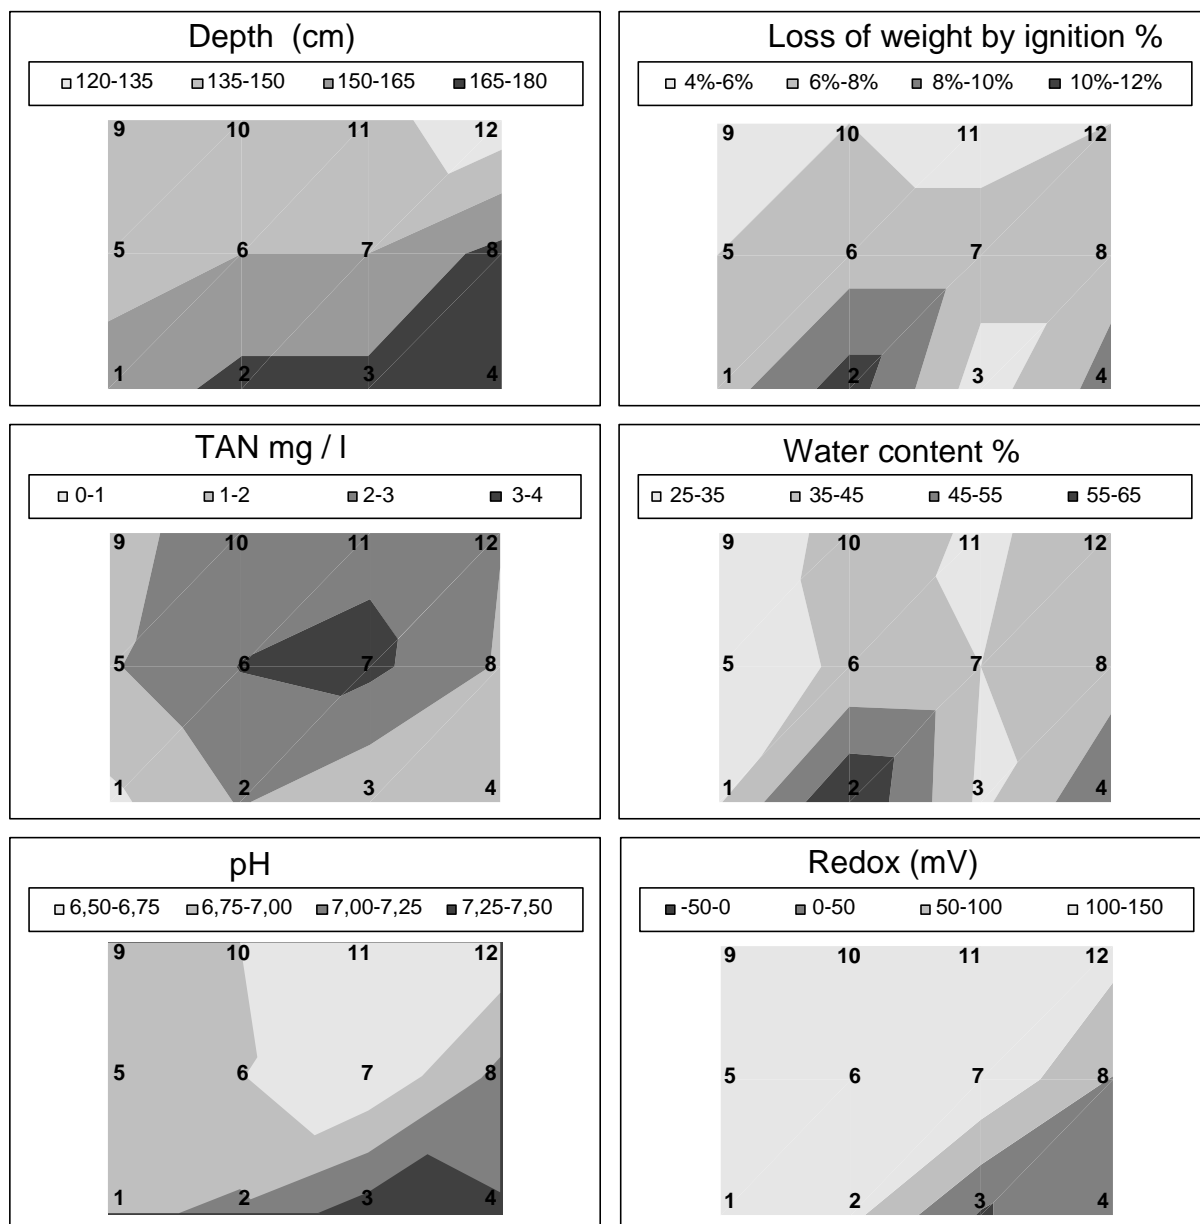 Depth (cm)
120-135 135-150 150-165 165-180
9 10 11 12
5 6 7 8
1 2 3 4
Loss of weight by ignition %
4%-6% 6%-8% 8%-10% 10%-12%
9 10 11 12
5 6 7 8
1 2 3 4
TAN mg / l
0-1 1-2 2-3 3-4
9 10 11 12
5 6 7 8
1 2 3 4
Water content %
25-35 35-45 45-55 55-65
9 10 11 12
5 6 7 8
1 2 3 4
pH
6,50-6,75 6,75-7,00 7,00-7,25 7,25-7,50
9 10 11 12
5 6 7 8
1 2 3 4
Redox (mV)
-50-0 0-50 50-100 100-150
9 10 11 12
5 6 7 8
1 2 3 4